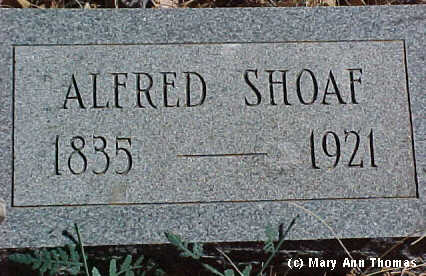 ALFRED SHOAF
1835 — 1921
(c) Mary Ann Thomas